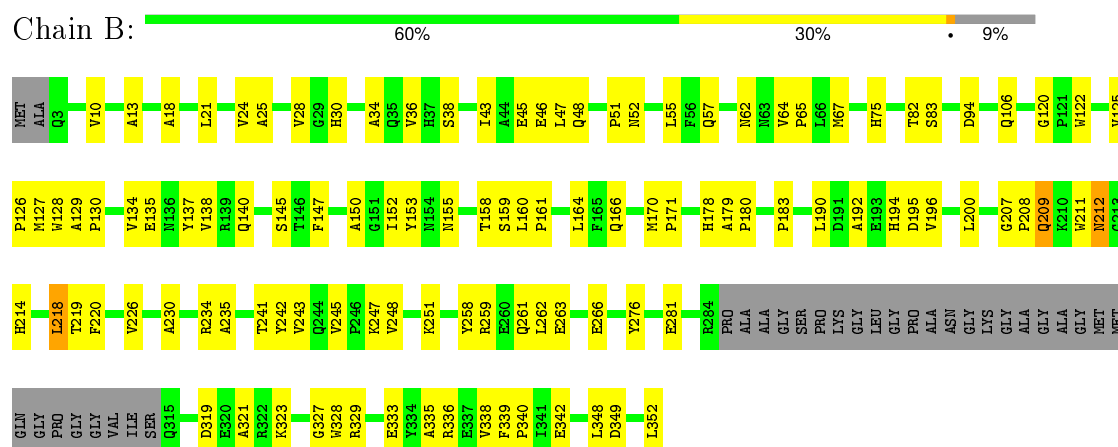 Chain B:
60% 30% • 9%
MET ALA Q3 V10 A13 A18 L21 V24 A25 V28 G29 H30 A34 Q35 V36 H37 S38 I43 A44 E45 E46 L47 Q48 P51 N52 L55 F56 Q57 N62 N63 V64 P65 L66 M67 H75 T82 S83 D94 Q106 G120 P121 W122 V125
P126 M127 W128 A129 P130 V134 E135 N136 Y137 V138 R139 Q140 S145 T146 F147 A150 G151 I152 Y153 N154 N155 T158 S159 L160 P161 L164 F165 Q166 M170 P171 H178 A179 P180 P183 L190 D191 A192 E193 H194 D195 V196 L200 G207 P208 Q209 K210 W211 N212 G213
H214 L218 T219 F220 V226 A230 R234 A235 T241 Y242 V243 Q244 V245 P246 K247 V248 K251 Y258 R259 E260 Q261 L262 E263 E266 Y276 E281 R284 PRO ALA ALA GLY SER PRO LYS GLY LEU GLY PRO ALA ASN GLY LYS GLY ALA GLY ALA GLY MET MET
GLN GLY PRO GLY GLY VAL ILE SER Q315 D319 E320 A321 R322 K323 G327 W328 R329 E333 Y334 A335 R336 E337 V338 F339 P340 I341 E342 L348 D349 L352